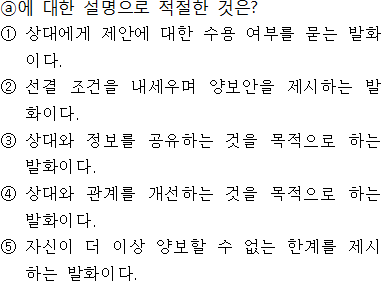 ⓐ에 대한 설명으로 적절한 것은?
① 상대에게 제안에 대한 수용 여부를 묻는 발화
이다.
② 선결 조건을 내세우며 양보안을 제시하는 발
화이다.
③ 상대와 정보를 공유하는 것을 목적으로 하는
발화이다.
④ 상대와 관계를 개선하는 것을 목적으로 하는
발화이다.
⑤ 자신이 더 이상 양보할 수 없는 한계를 제시
하는 발화이다.